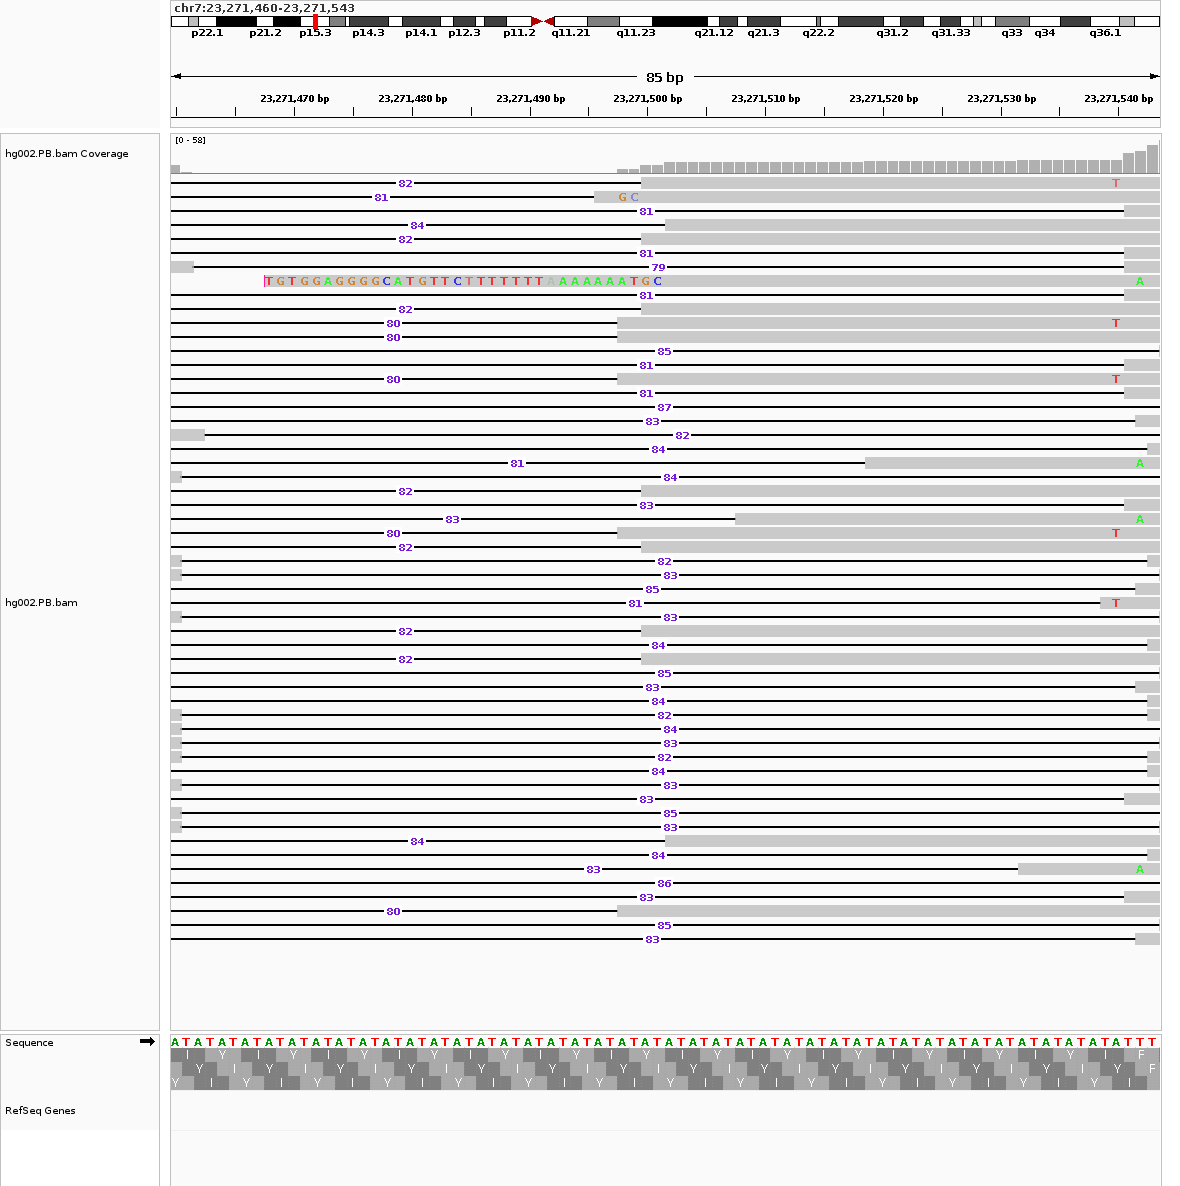 chr7:23,271,460-23,271,543
p22.1 p21.2 p15.3 p14.3 p14.1 p12.3 p11.2 q11.21 q11.23 q21.12 q21.3 q22.2 q31.2 q31.33 q33 q34 q36.1
85 bp
23,271,470 bp 23,271,480 bp 23,271,490 bp 23,271,500 bp 23,271,510 bp 23,271,520 bp 23,271,530 bp 23,271,540 bp
[0 - 58]
hg002.PB.bam Coverage
82 T
81 G C
81
84
82
81
79
T G T G G A G G G G C A T G T T C T T T T T T T A A A A A A A T G C A
81
82
80 T
80
85
81
80 T
81
87
83
82
84
81 A
84
82
83
83 A
80 T
82
82
83
85
hg002.PB.bam 81 T
83
82
84
82
85
83
84
82
84
83
82
84
83
83
85
83
84
84
83 A
86
83
80
85
83
Sequence A T A T A T A T A T A T A T A T A T A T A T A T A T A T A T A T A T A T A T A T A T A T A T A T A T A T A T A T A T A T A T A T A T A T A T A T A T A T A T A T A T T T
I Y I Y I Y I Y I Y I Y I Y I Y I Y I Y I Y I Y I Y I F
Y I Y I Y I Y I Y I Y I Y I Y I Y I Y I Y I Y I Y I Y F
Y I Y I Y I Y I Y I Y I Y I Y I Y I Y I Y I Y I Y I Y I
RefSeq Genes